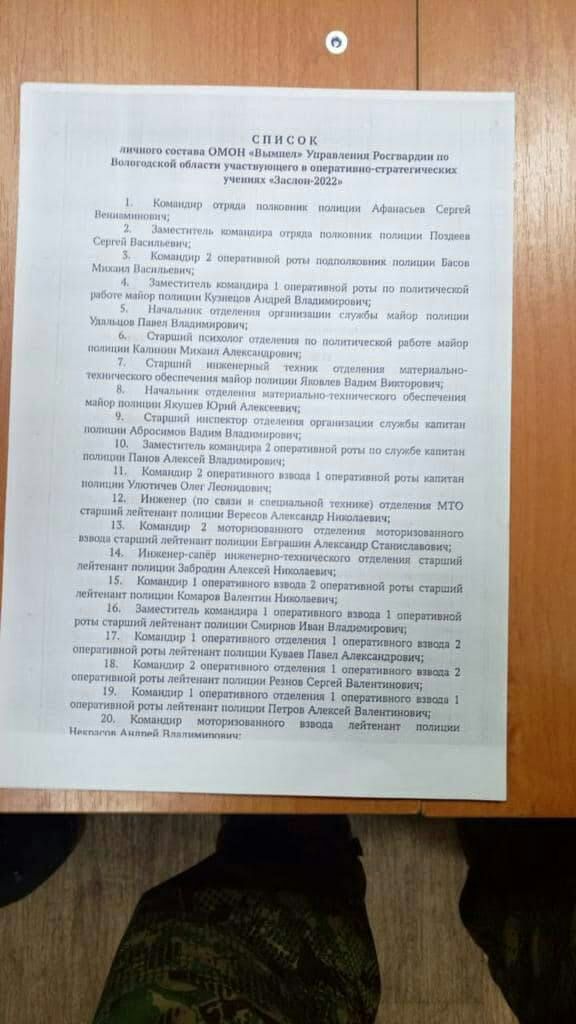 СПИСОК
личного состава ОМОН «Вымпел» Управления Росгвардии по
Вологодской области участвующего в оперативно-стратегических
учениях «Заслон-2022»
1. Командир отряда полковник полиции Афанасьев Сергей
Вениаминович;
2. Заместитель командира отряда полковник полиции Поздеев
Сергей Васильевич;
3. Командир 2 оперативной роты подполковник полиции Басов
Михаил Васильевич;
4. Заместитель командира 1 оперативной роты по политической
работе майор полиции Кузнецов Андрей Владимирович;
5. Начальник отделения организации службы майор полиции
Удальцов Павел Владимирович;
6. Старший психолог отделения по политической работе майор
полиции Калинин Михаил Александрович;
7. Старший инженерный техник отделения материально-
технического обеспечения майор полиции Яковлев Вадим Викторович;
8. Начальник отделения материально-технического обеспечения
майор полиции Якушев Юрий Алексеевич;
9. Старший инспектор отделения организации службы капитан
полиции Абросимов Вадим Владимирович;
10. Заместитель командира 2 оперативной роты по службе капитан
полиции Панов Алексей Владимирович;
11. Командир 2 оперативного взвода 1 оперативной роты капитан
полиции Улютичев Олег Леонидович;
12. Инженер (по связи и специальной технике) отделения МТО
старший лейтенант полиции Вересов Александр Николаевич;
13. Командир 2 моторизованного отделения моторизованного
взвода старший лейтенант полиции Евграшин Александр Станиславович;
14. Инженер-сапёр инженерно-технического отделения старший
лейтенант полиции Забродин Алексей Николаевич;
15. Командир 1 оперативного взвода 2 оперативной роты старший
лейтенант полиции Комаров Валентин Николаевич;
16. Заместитель командира 1 оперативного взвода 1 оперативной
роты старший лейтенант полиции Смирнов Иван Владимирович;
17. Командир 1 оперативного отделения 1 оперативного взвода 2
оперативной роты лейтенант полиции Куваев Павел Александрович;
18. Командир 2 оперативного отделения 1 оперативного взвода 2
оперативной роты лейтенант полиции Резнов Сергей Валентинович;
19. Командир 1 оперативного отделения 1 оперативного взвода 1
оперативной роты лейтенант полиции Петров Алексей Валентинович;
20. Командир моторизованного взвода лейтенант полиции
Некрасов Андрей Владимирович;